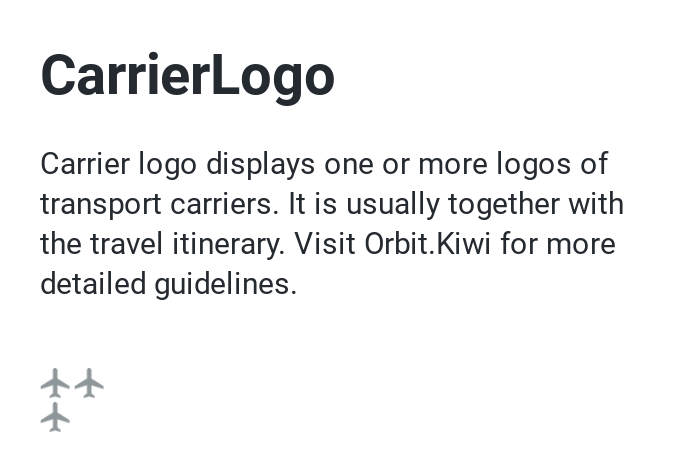 CarrierLogo
Carrier logo displays one or more logos of
transport carriers. It is usually together with
the travel itinerary. Visit Orbit.Kiwi for more
detailed guidelines.